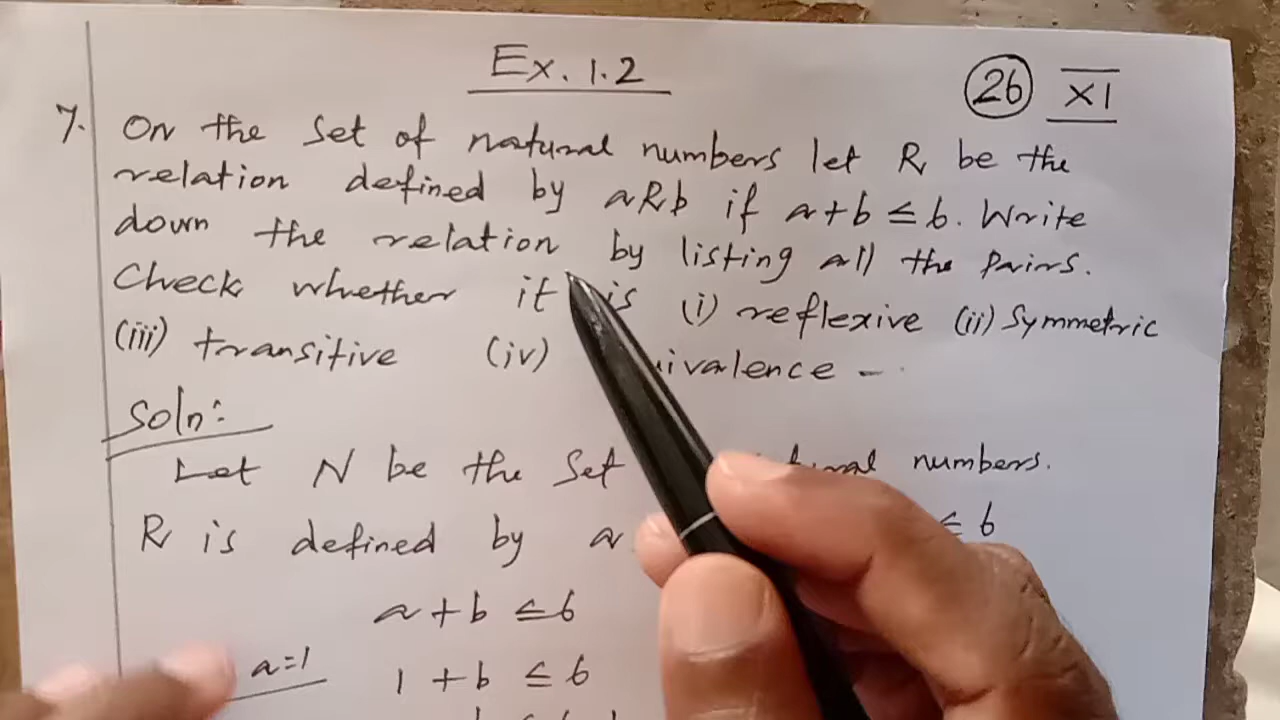 Ex. 1.2
26 XI
7. On the set of natural numbers let R be the
relation defined by aRb if a+b ≤ 6. Write
down the relation by listing all the pairs.
Check whether it is (i) reflexive (ii) Symmetric
(iii) transitive (iv)
Soln:
Let N be the set numbers.
R is defined by a ≤ 6
a + b ≤ 6
a=1 1 + b ≤ 6